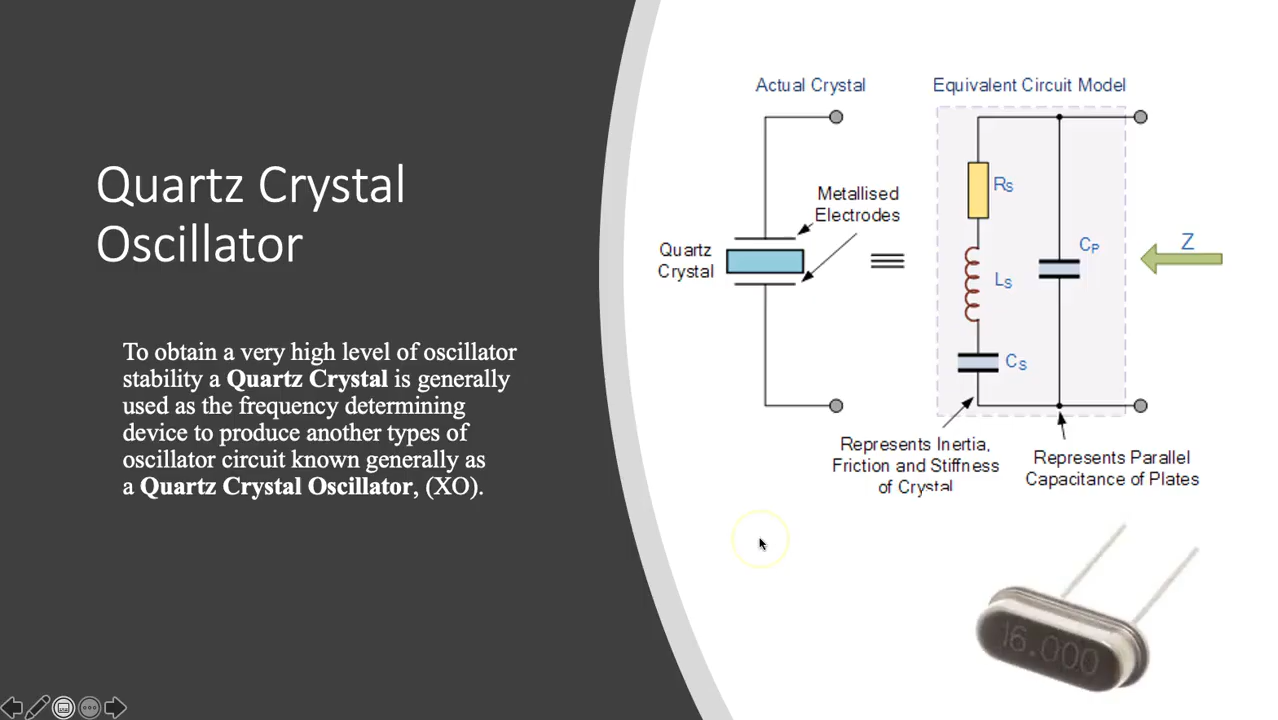 Quartz Crystal
Oscillator
To obtain a very high level of oscillator
stability a Quartz Crystal is generally
used as the frequency determining
device to produce another types of
oscillator circuit known generally as
a Quartz Crystal Oscillator, (XO).
Actual Crystal
Metallised
Electrodes
Quartz
Crystal
Equivalent Circuit Model
Rs
Ls
Cs
CP
Z
Represents Inertia,
Friction and Stiffness
of Crystal
Represents Parallel
Capacitance of Plates
16.000